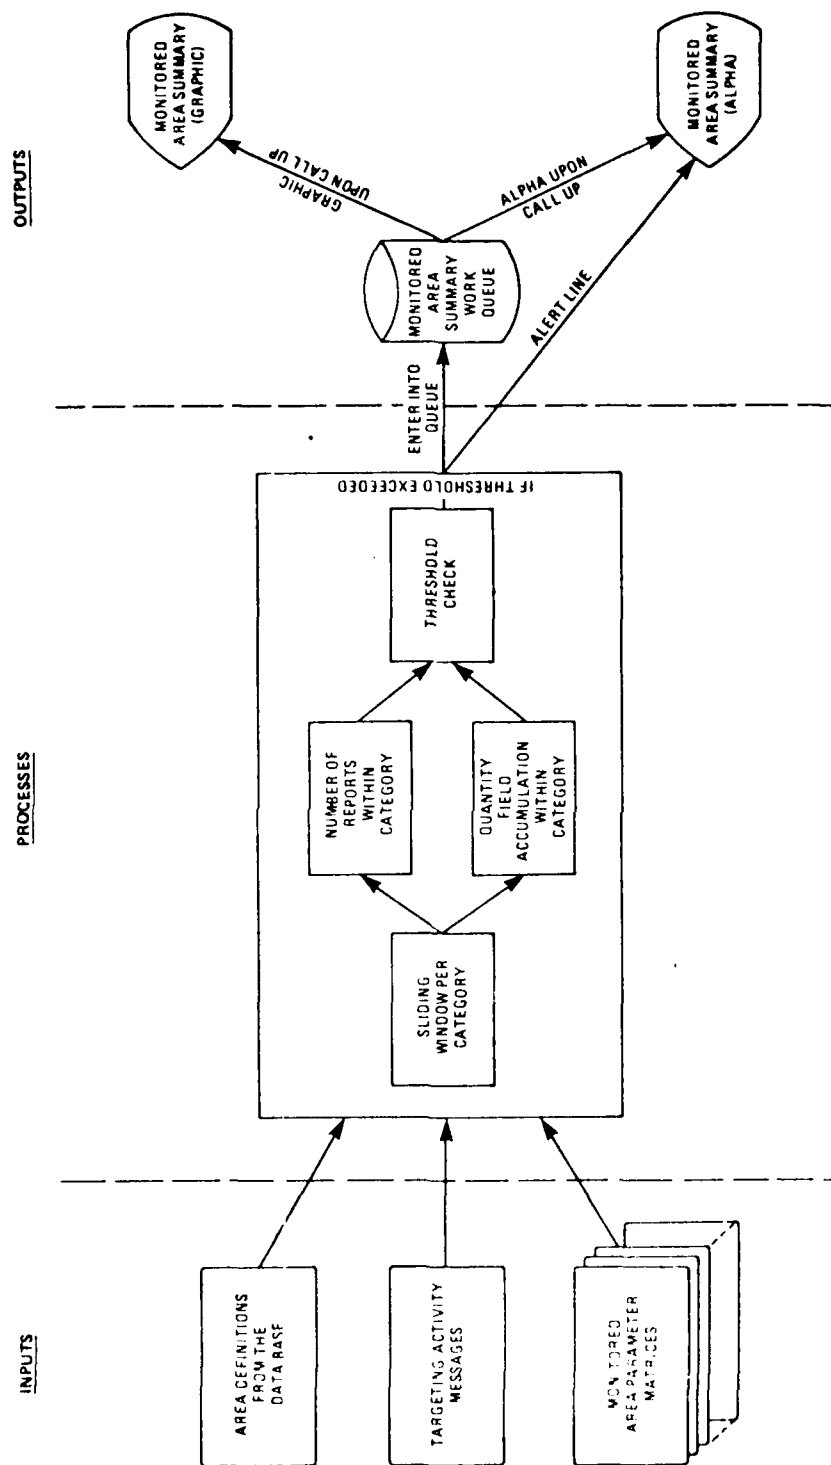 INPUTS
PROCESSES
OUTPUTS
AREA DEFINITIONS
FROM THE
DATA BASE
TARGETING ACTIVITY
MESSAGES
MONITORED
AREA PARAMETER
MATRICES
SLIDING
WINDOW PER
CATEGORY
NUMBER OF
REPORTS
WITHIN
CATEGORY
QUANTITY
FIELD
ACCUMULATION
WITHIN
CATEGORY
THRESHOLD
CHECK
IF THRESHOLD EXCEEDED
ENTER INTO
QUEUE
MONITORED
AREA
SUMMARY
WORK
QUEUE
GRAPHIC
UPON CALL UP
ALPHA UPON
CALL UP
ALERT LINE
MONITORED
AREA SUMMARY
(GRAPHIC)
MONITORED
AREA SUMMARY
(ALPHA)